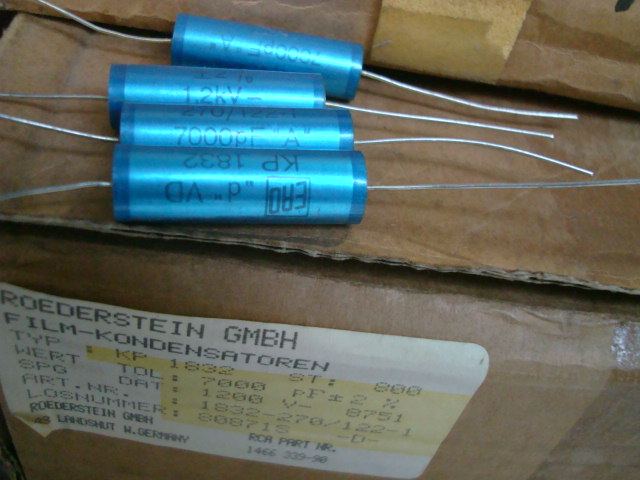 7000pF "A"
±2%
1.2kV-
270/122-1
7000pF "A"
KP 1832
ERO
VD "d"
ROEDERSTEIN GMBH
FILM-KONDENSATOREN
TYP : KP 1832 ST: 800
WERT TOL: 7000 pF± 2 %
SPG DAT: 1200 V- 8751
ART.NR. : 1832-270/122-1
LOSNUMMER: 808719 -D-
ROEDERSTEIN GMBH
LANDSHUT W.GERMANY
RCA PART NR.
1466 339-90